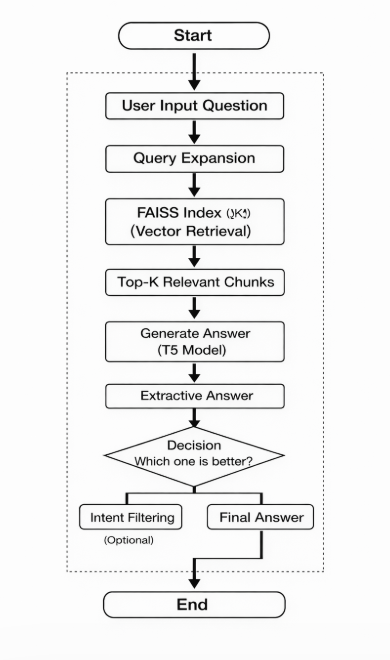 Start
User Input Question
Query Expansion
FAISS Index
(Vector Retrieval)
Top-K Relevant Chunks
Generate Answer
(T5 Model)
Extractive Answer
Decision
Which one is better?
Intent Filtering
(Optional)
Final Answer
End